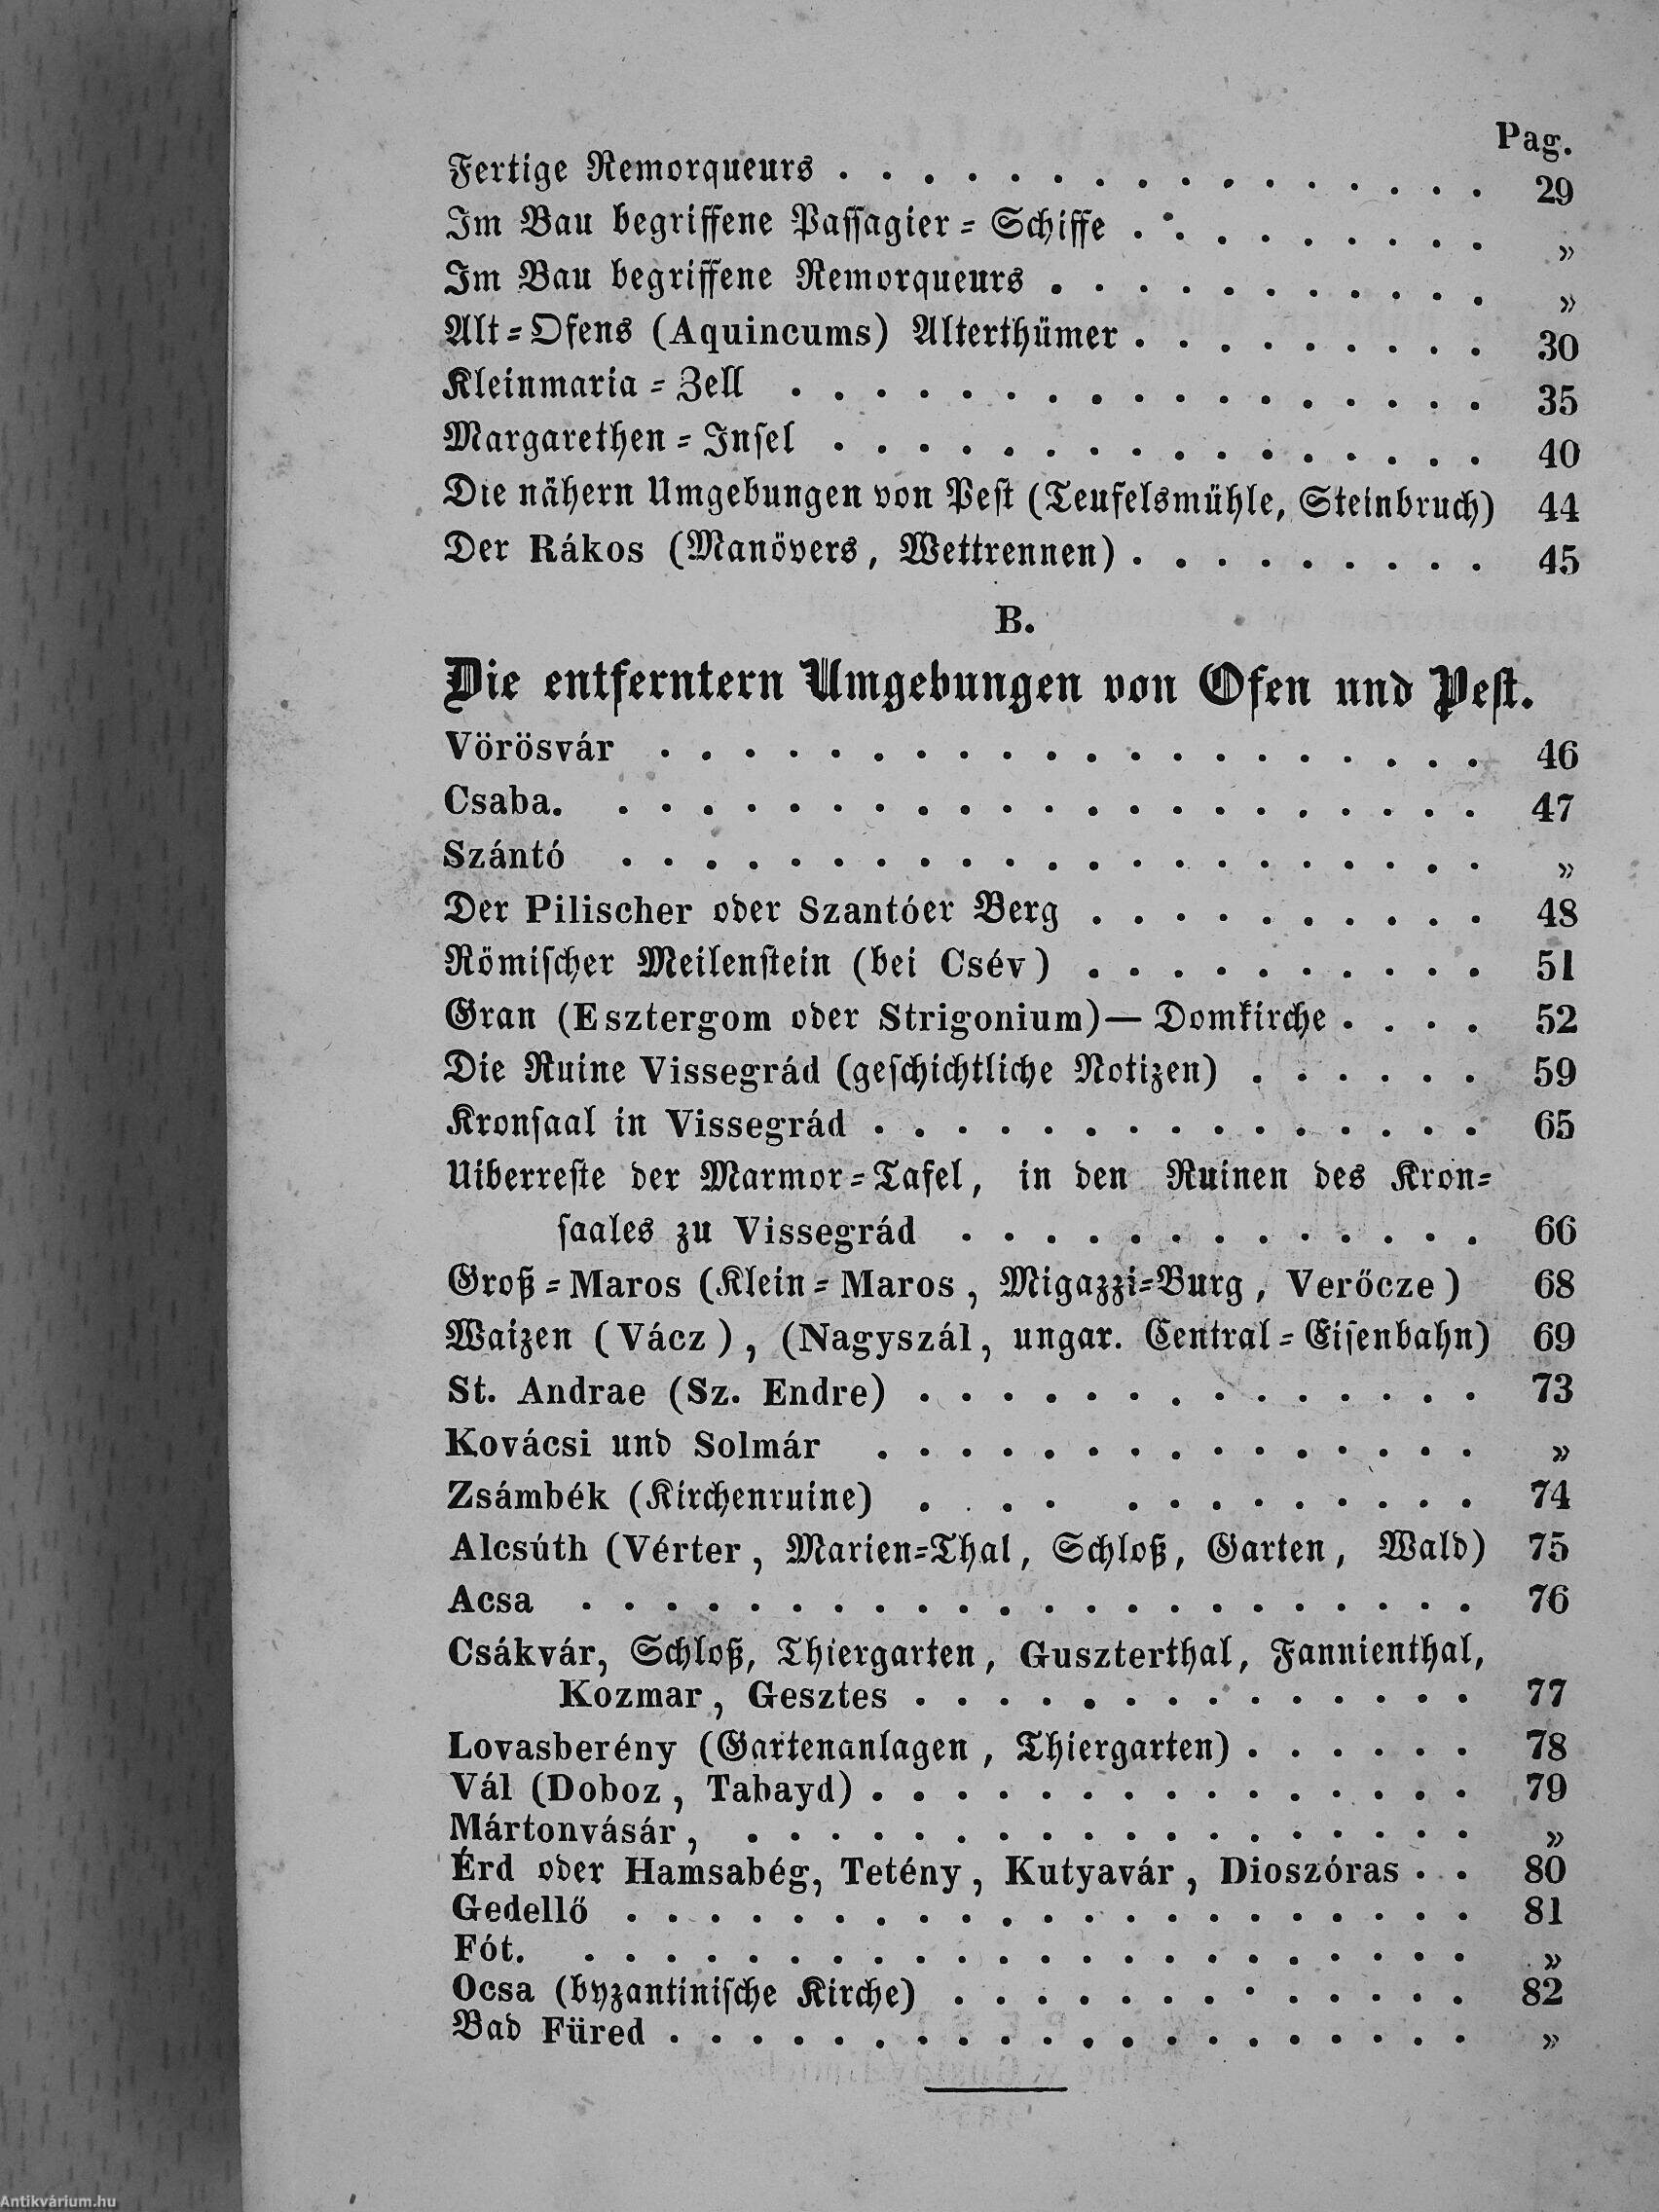 Pag.
Fertige Remorqueurs . . . . . . . . . . . . . . . . 29
Im Bau begriffene Passagier-Schiffe . . . . . . . . . »
Im Bau begriffene Remorqueurs . . . . . . . . . . . »
Alt-Ofens (Aquincums) Alterthümer . . . . . . . . . 30
Kleinmaria-Zell . . . . . . . . . . . . . . . . . 35
Margarethen-Insel . . . . . . . . . . . . . . . . 40
Die nähern Umgebungen von Pest (Teufelsmühle, Steinbruch) 44
Der Rákos (Manövers, Wettrennen) . . . . . . . . . 45
B.
Die entferntern Umgebungen von Ofen und Pest.
Vörösvár . . . . . . . . . . . . . . . . . . . . 46
Csaba. . . . . . . . . . . . . . . . . . . . . . 47
Szántó . . . . . . . . . . . . . . . . . . . . . »
Der Pilischer oder Szantóer Berg . . . . . . . . . . 48
Römischer Meilenstein (bei Csév) . . . . . . . . . . 51
Gran (Esztergom oder Strigonium)— Domkirche . . . . 52
Die Ruine Vissegrád (geschichtliche Notizen) . . . . . . 59
Kronsaal in Vissegrád . . . . . . . . . . . . . . . 65
Uiberreste der Marmor-Tafel, in den Ruinen des Kron-
saales zu Vissegrád . . . . . . . . . . . . . 66
Groß-Maros (Klein-Maros, Migazzi-Burg, Verőcze) 68
Waizen (Vácz), (Nagyszál, ungar. Central-Eisenbahn) 69
St. Andrae (Sz. Endre) . . . . . . . . . . . . . . 73
Kovácsi und Solmár . . . . . . . . . . . . . . . »
Zsámbék (Kirchenruine) . . . . . . . . . . . . . 74
Alcsúth (Vérter, Marien-Thal, Schloß, Garten, Wald) 75
Acsa . . . . . . . . . . . . . . . . . . . . . . 76
Csákvár, Schloß, Thiergarten, Guszterthal, Fannienthal,
Kozmar, Gesztes . . . . . . . . . . . . . . 77
Lovasberény (Gartenanlagen, Thiergarten) . . . . . . 78
Vál (Doboz, Tabayd) . . . . . . . . . . . . . . . 79
Mártonvásár, . . . . . . . . . . . . . . . . . . »
Érd oder Hamsabég, Tetény, Kutyavár, Dioszóras . . 80
Gedellő . . . . . . . . . . . . . . . . . . . . . 81
Fót. . . . . . . . . . . . . . . . . . . . . . . »
Ocsa (byzantinische Kirche) . . . . . . . . . . . . . 82
Bad Füred . . . . . . . . . . . . . . . . . . . . »
Antikvárium.hu